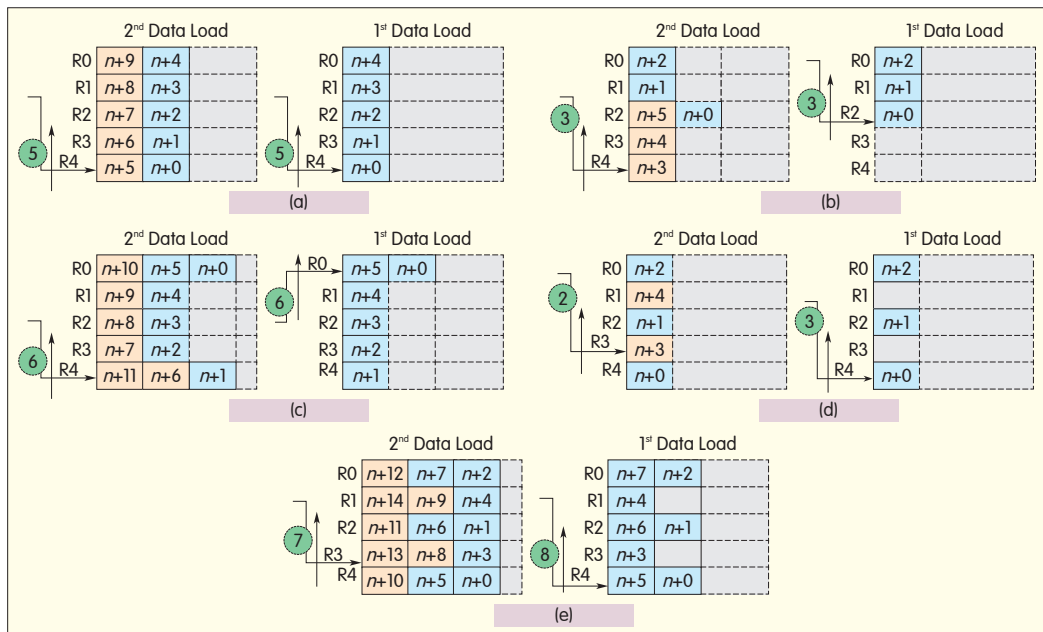 2nd Data Load 1st Data Load
R0 n+9 n+4 n+4
R1 n+8 n+3 n+3
R2 n+7 n+2 n+2
R3 n+6 n+1 n+1
5 R4 n+5 n+0 5 R4 n+0
(a)
2nd Data Load 1st Data Load
R0 n+2 R0 n+2
R1 n+1 R1 n+1
3 R2 n+5 n+0 3 R2 n+0
R3 n+4 R3
R4 n+3 R4
(b)
2nd Data Load 1st Data Load
R0 n+10 n+5 n+0 R0 n+5 n+0
R1 n+9 n+4 6 R1 n+4
R2 n+8 n+3 R2 n+3
6 R3 n+7 n+2 R3 n+2
R4 n+11 n+6 n+1 R4 n+1
(c)
2nd Data Load 1st Data Load
R0 n+2 R0 n+2
2 R1 n+4 R1
R2 n+1 3 R2 n+1
R3 n+3 R3
R4 n+0 R4 n+0
(d)
2nd Data Load 1st Data Load
R0 n+12 n+7 n+2 R0 n+7 n+2
R1 n+14 n+9 n+4 R1 n+4
R2 n+11 n+6 n+1 R2 n+6 n+1
7 R3 n+13 n+8 n+3 8 R3 n+3
R4 n+10 n+5 n+0 R4 n+5 n+0
(e)